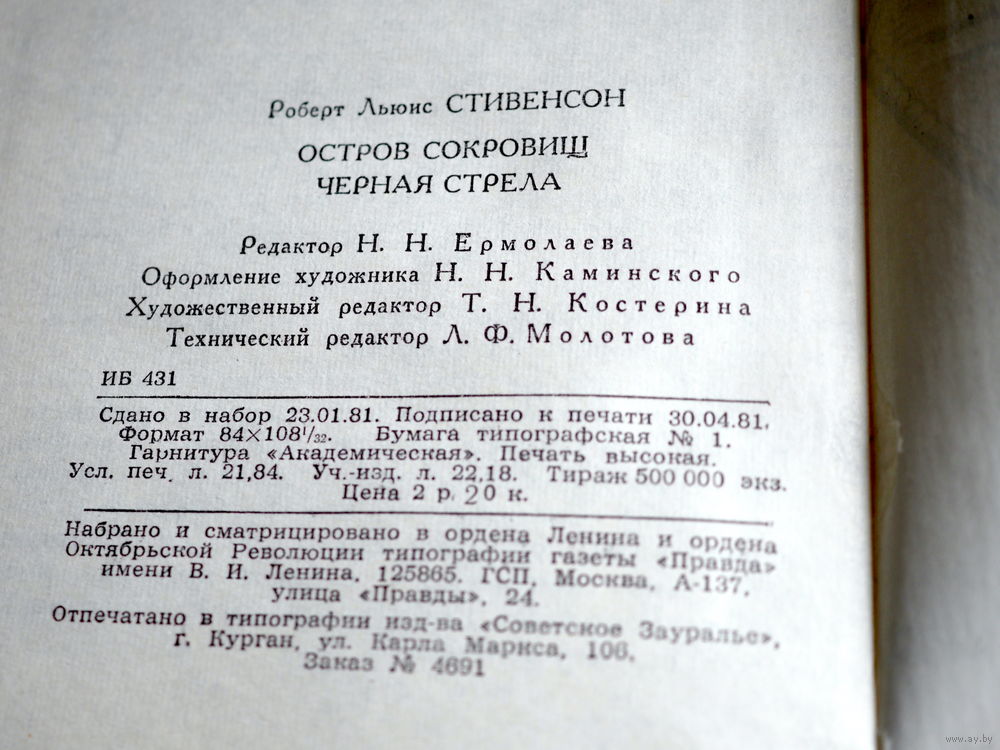 Роберт Льюис СТИВЕНСОН
ОСТРОВ СОКРОВИЩ
ЧЕРНАЯ СТРЕЛА
Редактор Н. Н. Ермолаева
Оформление художника Н. Н. Каминского
Художественный редактор Т. Н. Костерина
Технический редактор Л. Ф. Молотова
ИБ 431
Сдано в набор 23.01.81. Подписано к печати 30.04.81.
Формат 84×108¹/₃₂. Бумага типографская № 1.
Гарнитура «Академическая». Печать высокая.
Усл. печ. л. 21,84. Уч.-изд. л. 22,18. Тираж 500 000 экз.
Цена 2 р. 20 к.
Набрано и сматрицировано в ордена Ленина и ордена
Октябрьской Революции типографии газеты «Правда»
имени В. И. Ленина, 125865. ГСП, Москва, А-137,
улица «Правды», 24.
Отпечатано в типографии изд-ва «Советское Зауралье»,
г. Курган, ул. Карла Маркса, 106.
Заказ № 4691
www.ay.by